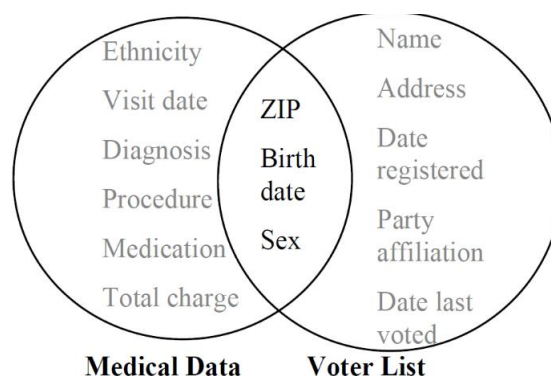 Ethnicity
Visit date
Diagnosis
Procedure
Medication
Total charge
ZIP
Birth
date
Sex
Name
Address
Date
registered
Party
affiliation
Date last
voted
Medical Data
Voter List